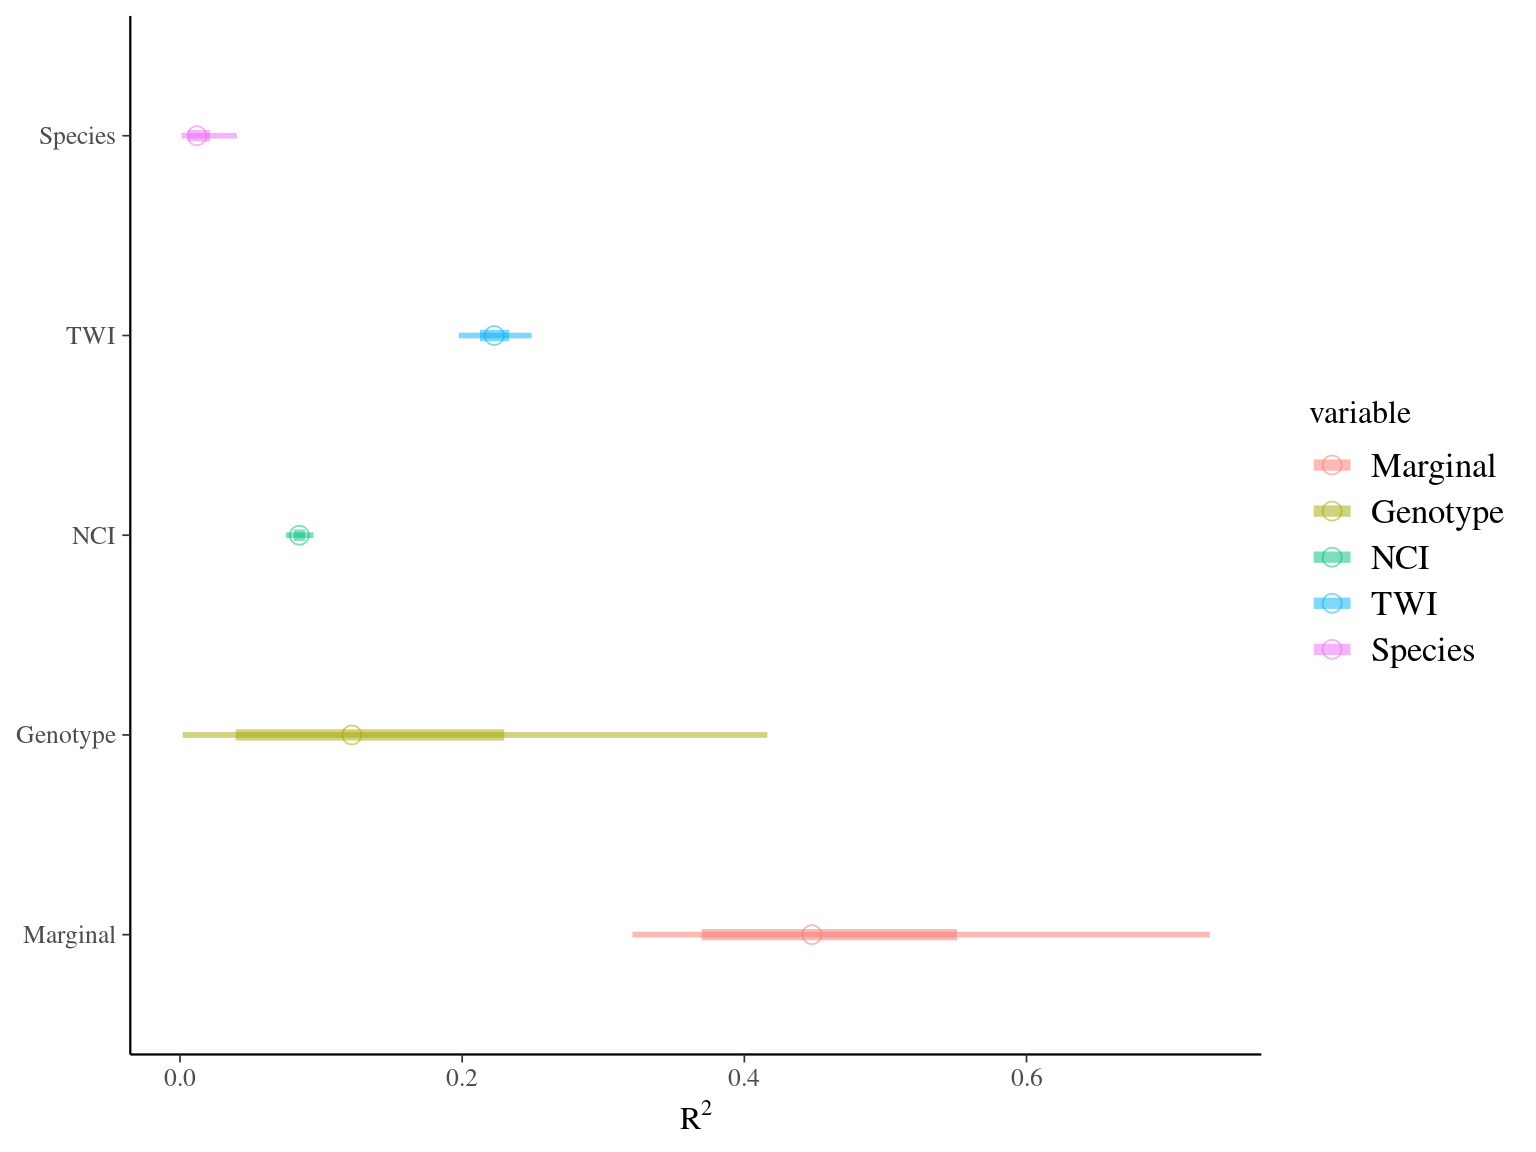 Species
TWI
NCI
Genotype
Marginal
0.0 0.2 0.4 0.6
R²
variable
Marginal
Genotype
NCI
TWI
Species